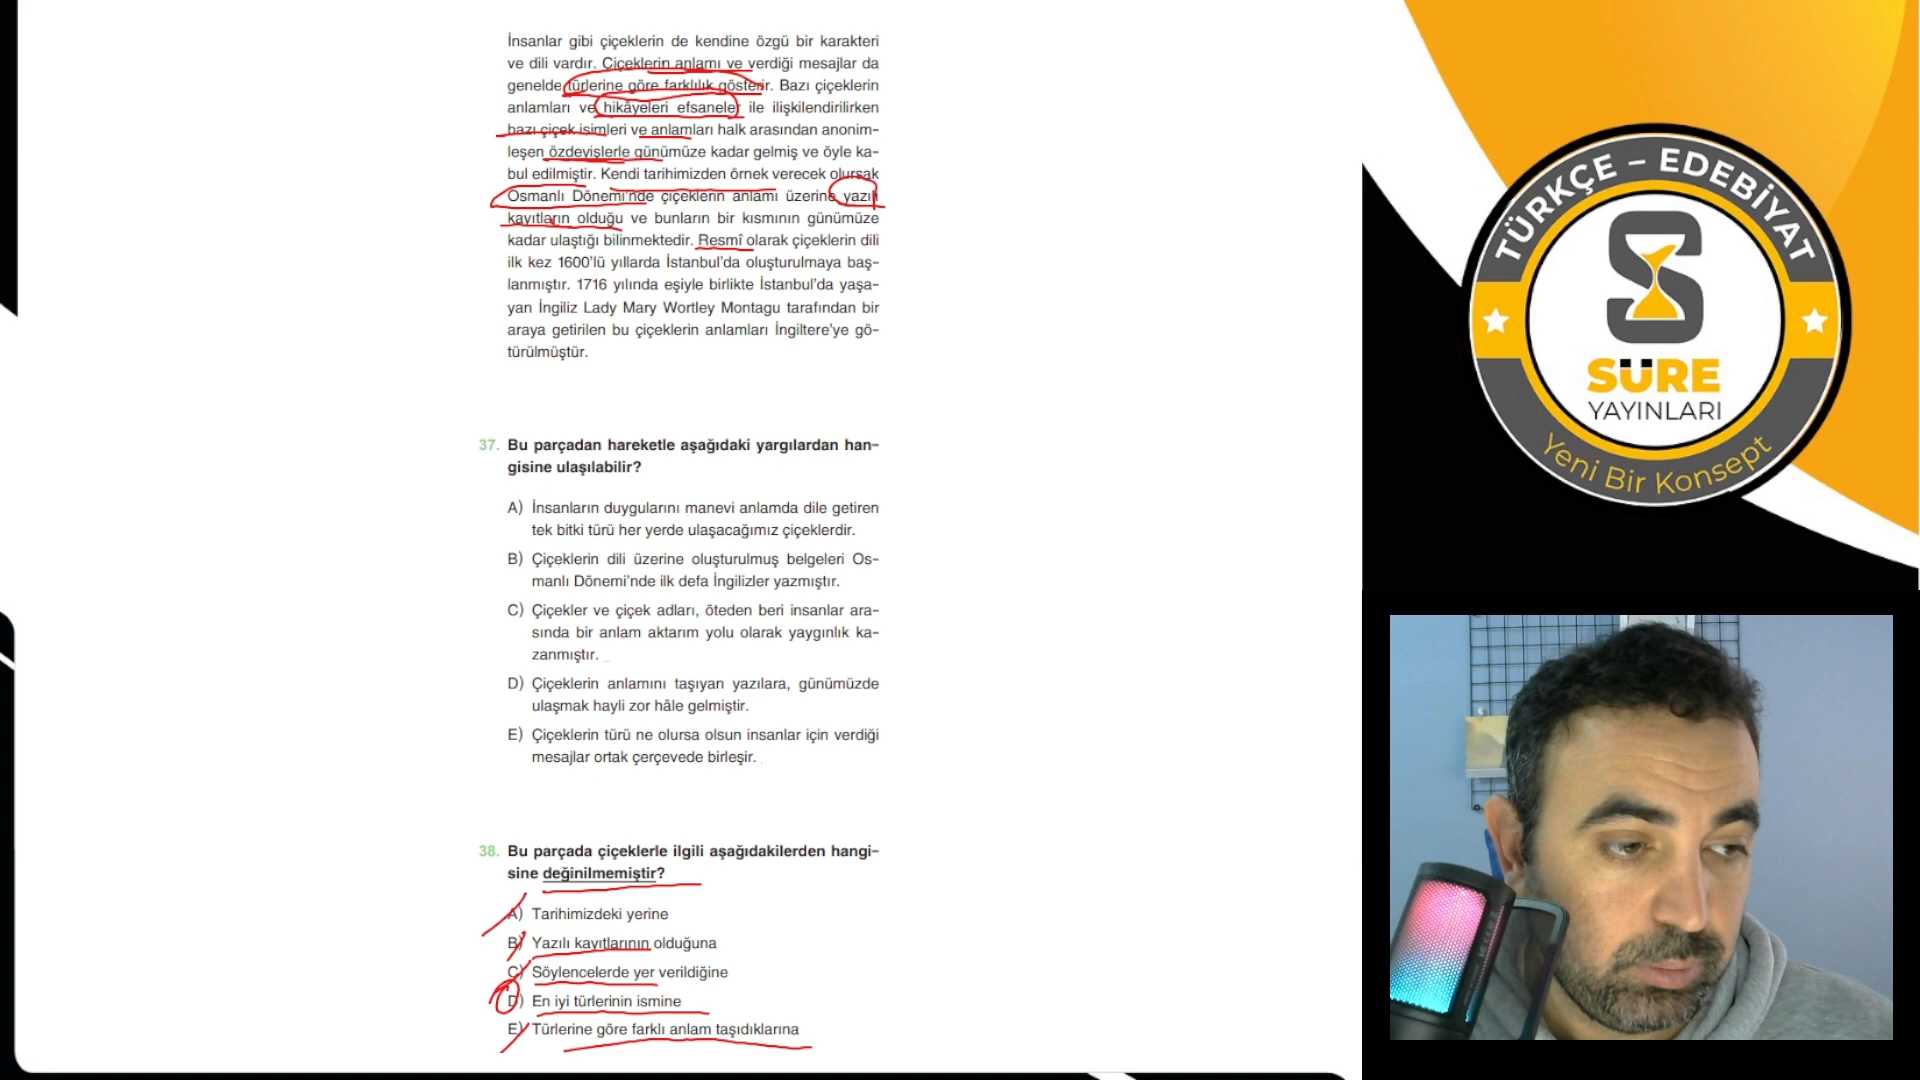 İnsanlar gibi çiçeklerin de kendine özgü bir karakteri
ve dili vardır. Çiçeklerin anlamı ve verdiği mesajlar da
genelde türlerine göre farklılık gösterir. Bazı çiçeklerin
anlamları ve hikâyeleri efsaneler ile ilişkilendirilirken
bazı çiçek isimleri ve anlamları halk arasından anonim-
leşen özdeyişlerle günümüze kadar gelmiş ve öyle ka-
bul edilmiştir. Kendi tarihimizden örnek verecek olursak
Osmanlı Dönemi'nde çiçeklerin anlamı üzerine yazılı
kayıtların olduğu ve bunların bir kısmının günümüze
kadar ulaştığı bilinmektedir. Resmî olarak çiçeklerin dili
ilk kez 1600'lü yıllarda İstanbul'da oluşturulmaya baş-
lanmıştır. 1716 yılında eşiyle birlikte İstanbul'da yaşa-
yan İngiliz Lady Mary Wortley Montagu tarafından bir
araya getirilen bu çiçeklerin anlamları İngiltere'ye gö-
türülmüştür.
37. Bu parçadan hareketle aşağıdaki yargılardan han-
gisine ulaşılabilir?
A) İnsanların duygularını manevi anlamda dile getiren
tek bitki türü her yerde ulaşacağımız çiçeklerdir.
B) Çiçeklerin dili üzerine oluşturulmuş belgeleri Os-
manlı Dönemi'nde ilk defa İngilizler yazmıştır.
C) Çiçekler ve çiçek adları, öteden beri insanlar ara-
sında bir anlam aktarım yolu olarak yaygınlık ka-
zanmıştır.
D) Çiçeklerin anlamını taşıyan yazılara, günümüzde
ulaşmak hayli zor hâle gelmiştir.
E) Çiçeklerin türü ne olursa olsun insanlar için verdiği
mesajlar ortak çerçevede birleşir.
38. Bu parçada çiçeklerle ilgili aşağıdakilerden hangi-
sine değinilmemiştir?
A) Tarihimizdeki yerine
B) Yazılı kayıtlarının olduğuna
C) Söylencelerde yer verildiğine
D) En iyi türlerinin ismine
E) Türlerine göre farklı anlam taşıdıklarına
TÜRKÇE – EDEBİYAT
SÜRE
YAYINLARI
Yeni Bir Konsept